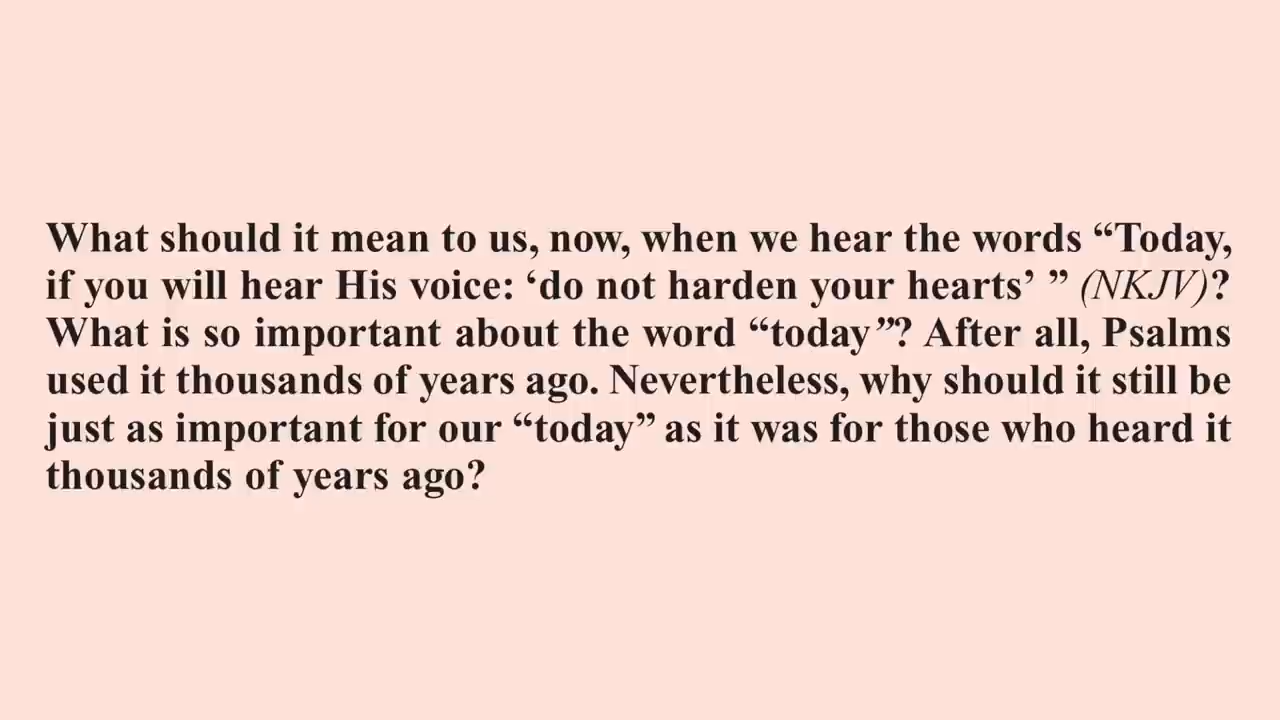 What should it mean to us, now, when we hear the words “Today,
if you will hear His voice: ‘do not harden your hearts’ ” (NKJV)?
What is so important about the word “today”? After all, Psalms
used it thousands of years ago. Nevertheless, why should it still be
just as important for our “today” as it was for those who heard it
thousands of years ago?